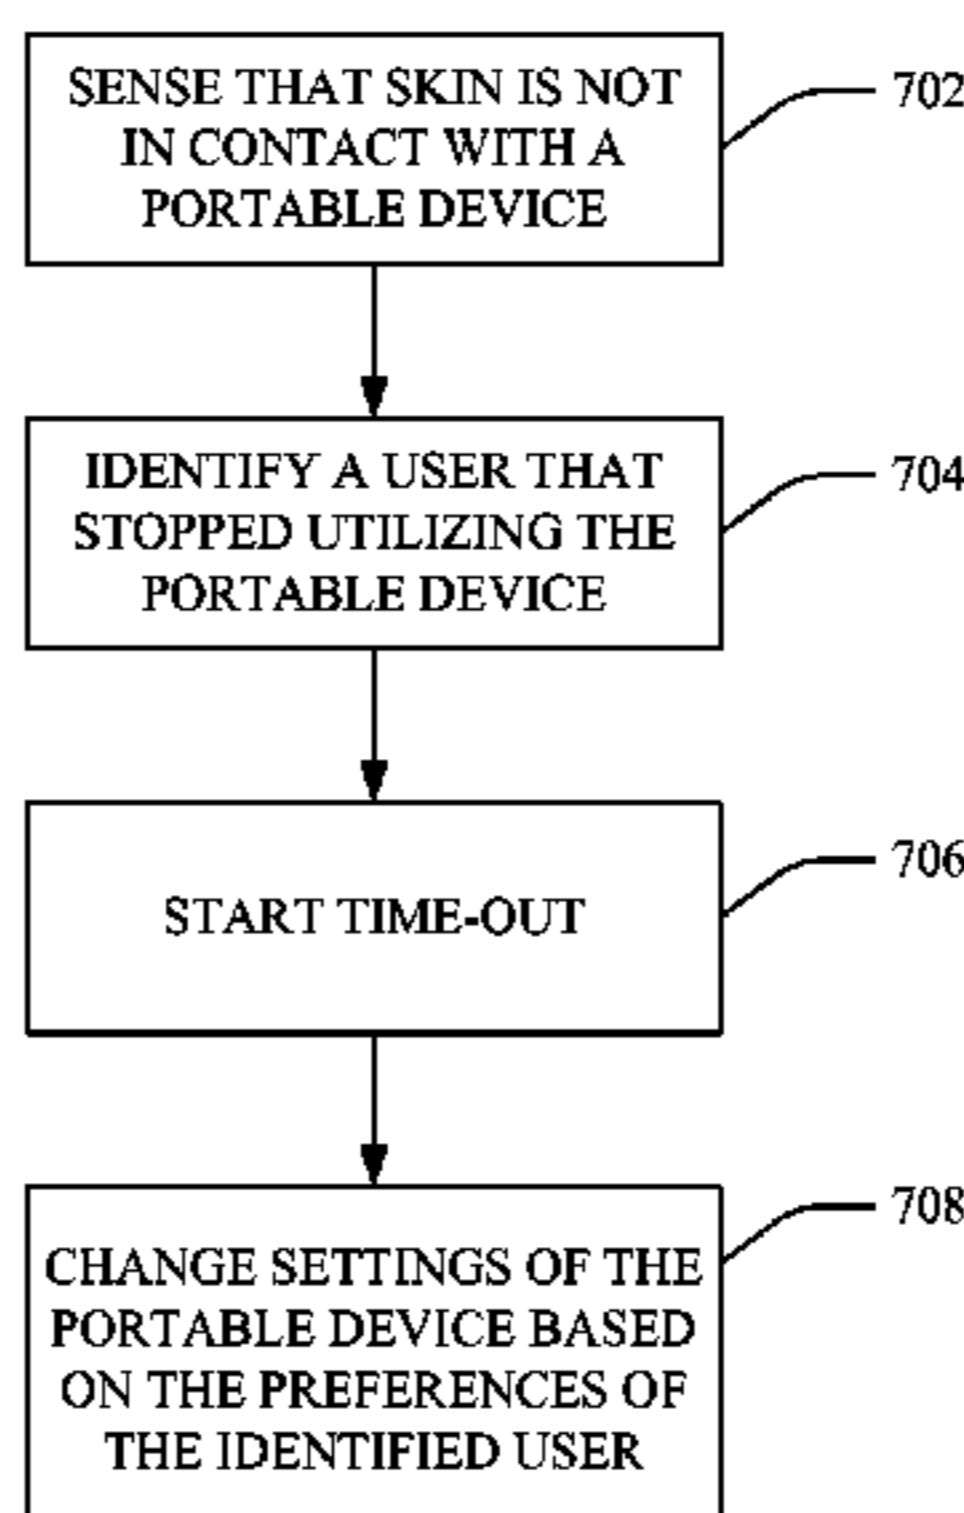 SENSE THAT SKIN IS NOT
IN CONTACT WITH A
PORTABLE DEVICE
702
IDENTIFY A USER THAT
STOPPED UTILIZING THE
PORTABLE DEVICE
704
START TIME-OUT
706
CHANGE SETTINGS OF THE
PORTABLE DEVICE BASED
ON THE PREFERENCES OF
THE IDENTIFIED USER
708